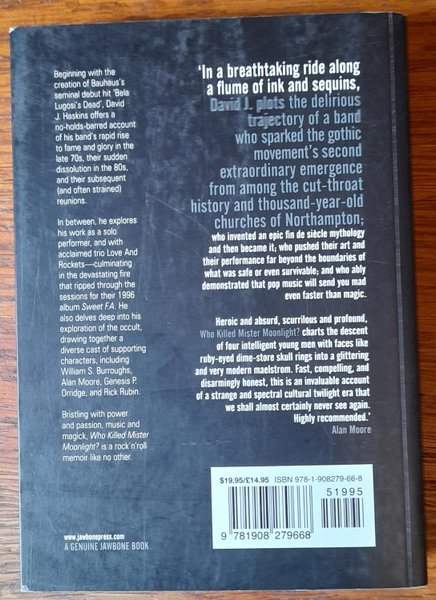 Beginning with the
creation of Bauhaus's
seminal debut hit 'Bela
Lugosi's Dead', David
J. Haskins offers a
no-holds-barred account
of his band's rapid rise
to fame and glory in the
late 70s, their sudden
dissolution in the 80s,
and their subsequent
(and often strained)
reunions.
In between, he explores
his work as a solo
performer, and with
acclaimed trio Love And
Rockets—culminating
in the devastating fire
that ripped through the
sessions for their 1996
album Sweet F.A. He
also delves deep into his
exploration of the occult,
drawing together a
diverse cast of supporting
characters, including
William S. Burroughs,
Alan Moore, Genesis P.
Orridge, and Rick Rubin.
Bristling with power
and passion, music and
magick, Who Killed Mister
Moonlight? is a rock'n'roll
memoir like no other.
www.jawbonepress.com
A GENUINE JAWBONE BOOK
'In a breathtaking ride along
a flume of ink and sequins,
David J. plots the delirious
trajectory of a band
who sparked the gothic
movement's second
extraordinary emergence
from among the cut-throat
history and thousand-year-old
churches of Northampton;
who invented an epic fin de siècle mythology
and then became it; who pushed their art and
their performance far beyond the boundaries of
what was safe or even survivable; and who ably
demonstrated that pop music will send you mad
even faster than magic.
Heroic and absurd, scurrilous and profound,
Who Killed Mister Moonlight? charts the descent
of four intelligent young men with faces like
ruby-eyed dime-store skull rings into a glittering
and very modern maelstrom. Fast, compelling, and
disarmingly honest, this is an invaluable account
of a strange and spectral cultural twilight era that
we shall almost certainly never see again.
Highly recommended.'
Alan Moore
$19.95/£14.95 ISBN 978-1-908279-66-8
51995
9 781908 279668